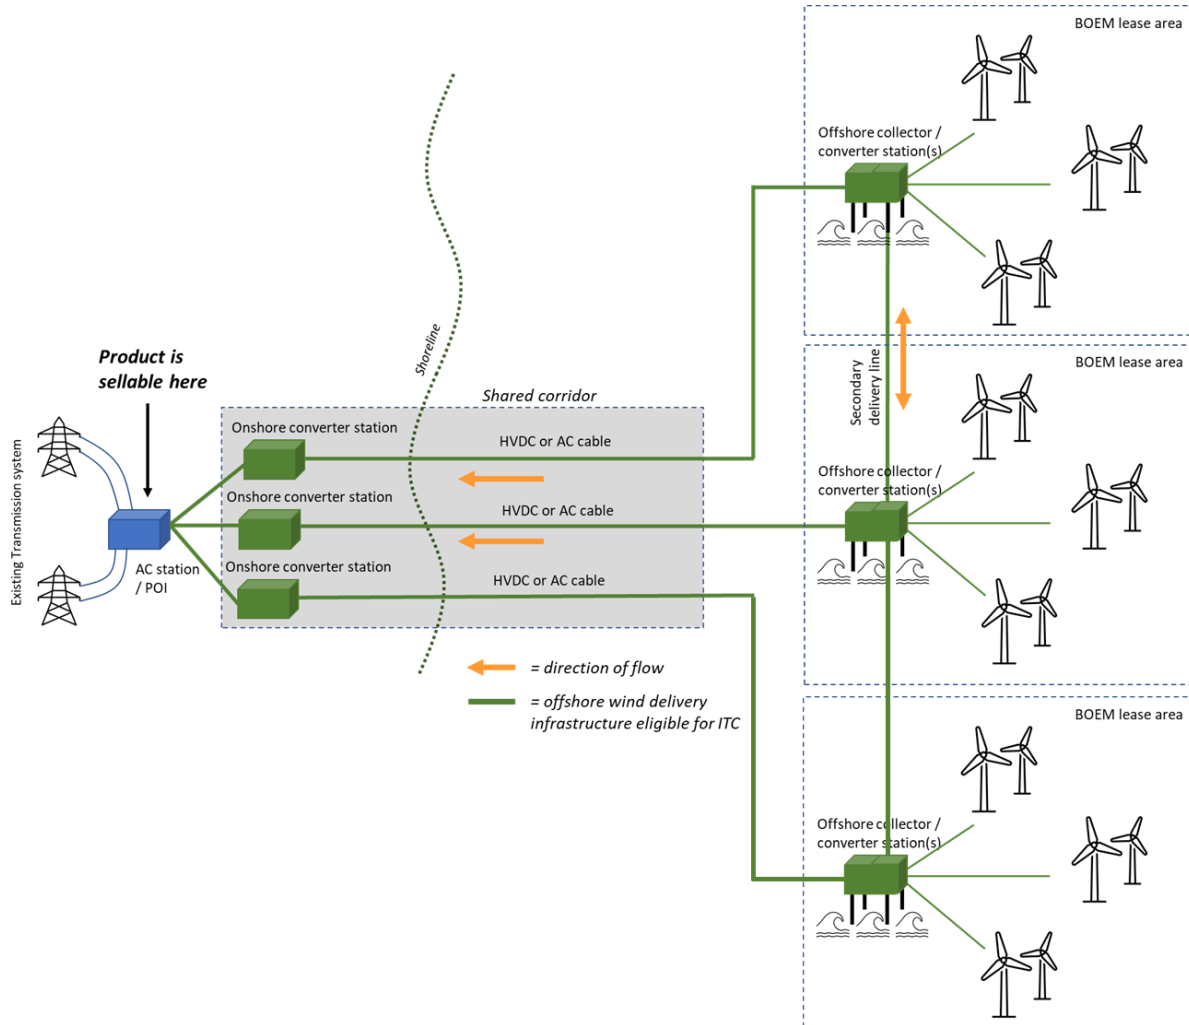 BOEM lease area
Offshore collector /
converter station(s)
Shoreline
Product is
sellable here
Secondary
delivery line
BOEM lease area
Shared corridor
Onshore converter station
HVDC or AC cable
Existing Transmission system
Offshore collector /
converter station(s)
Onshore converter station
HVDC or AC cable
AC station
/ POI
Onshore converter station
HVDC or AC cable
= direction of flow
= offshore wind delivery
infrastructure eligible for ITC
BOEM lease area
Offshore collector /
converter station(s)